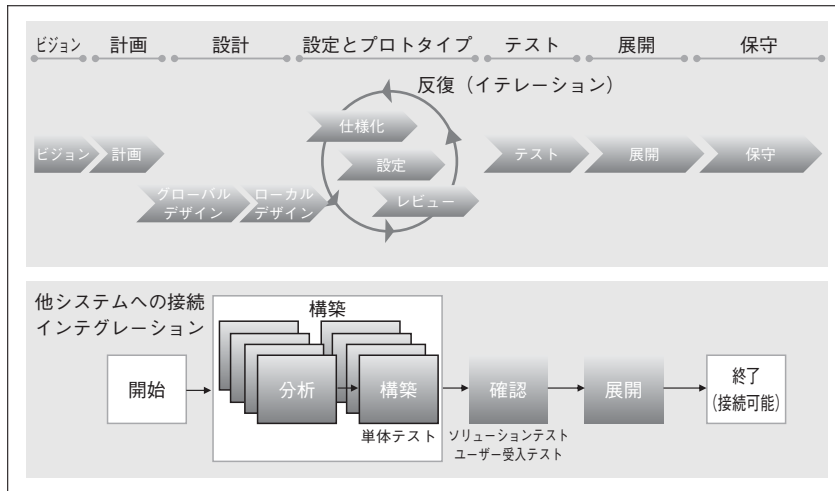 ビジョン 計画 設計 設定とプロトタイプ テスト 展開 保守
反復（イテレーション）
仕様化
ビジョン 計画 設定 テスト 展開 保守
グローバル
デザイン
ローカル
デザイン
レビュー
他システムへの接続
インテグレーション
構築
開始
分析
構築
確認
展開
終了
（接続可能）
単体テスト
ソリューションテスト
ユーザー受入テスト